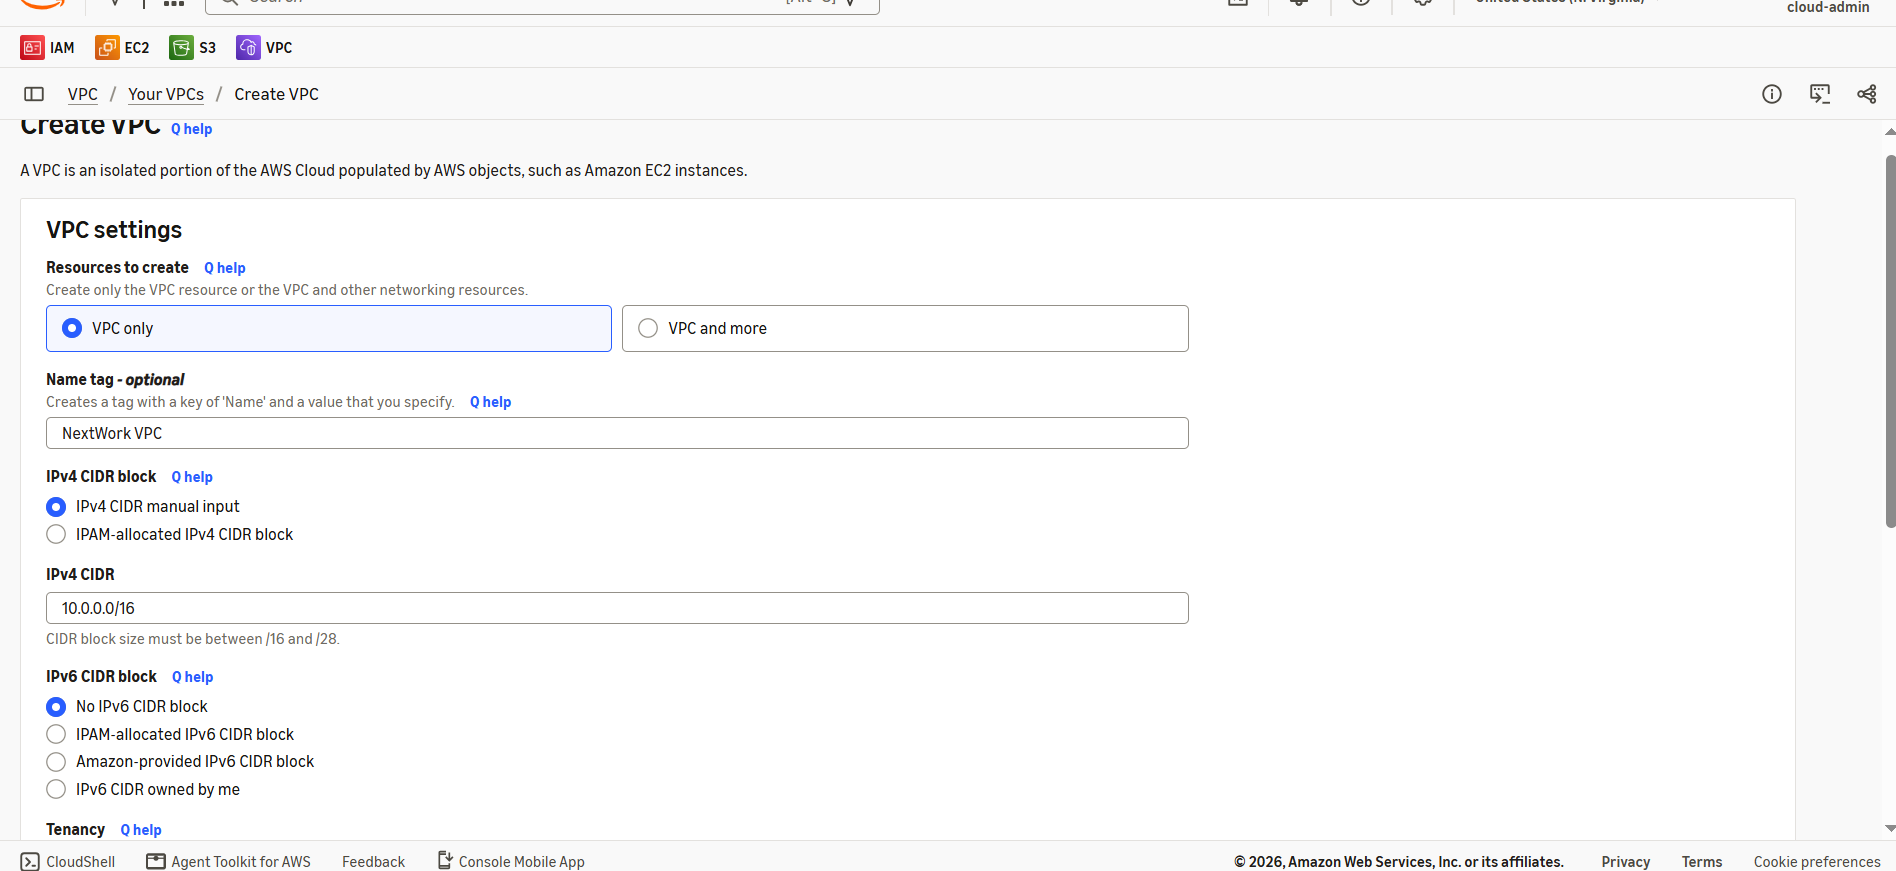 Search [Alt+S]
United States (N. Virginia)
cloud-admin
IAM EC2 S3 VPC
VPC / Your VPCs / Create VPC
Create VPC Q help
A VPC is an isolated portion of the AWS Cloud populated by AWS objects, such as Amazon EC2 instances.
VPC settings
Resources to create Q help
Create only the VPC resource or the VPC and other networking resources.
VPC only VPC and more
Name tag - optional
Creates a tag with a key of 'Name' and a value that you specify. Q help
NextWork VPC
IPv4 CIDR block Q help
IPv4 CIDR manual input
IPAM-allocated IPv4 CIDR block
IPv4 CIDR
10.0.0.0/16
CIDR block size must be between /16 and /28.
IPv6 CIDR block Q help
No IPv6 CIDR block
IPAM-allocated IPv6 CIDR block
Amazon-provided IPv6 CIDR block
IPv6 CIDR owned by me
Tenancy Q help
CloudShell Agent Toolkit for AWS Feedback Console Mobile App © 2026, Amazon Web Services, Inc. or its affiliates. Privacy Terms Cookie preferences